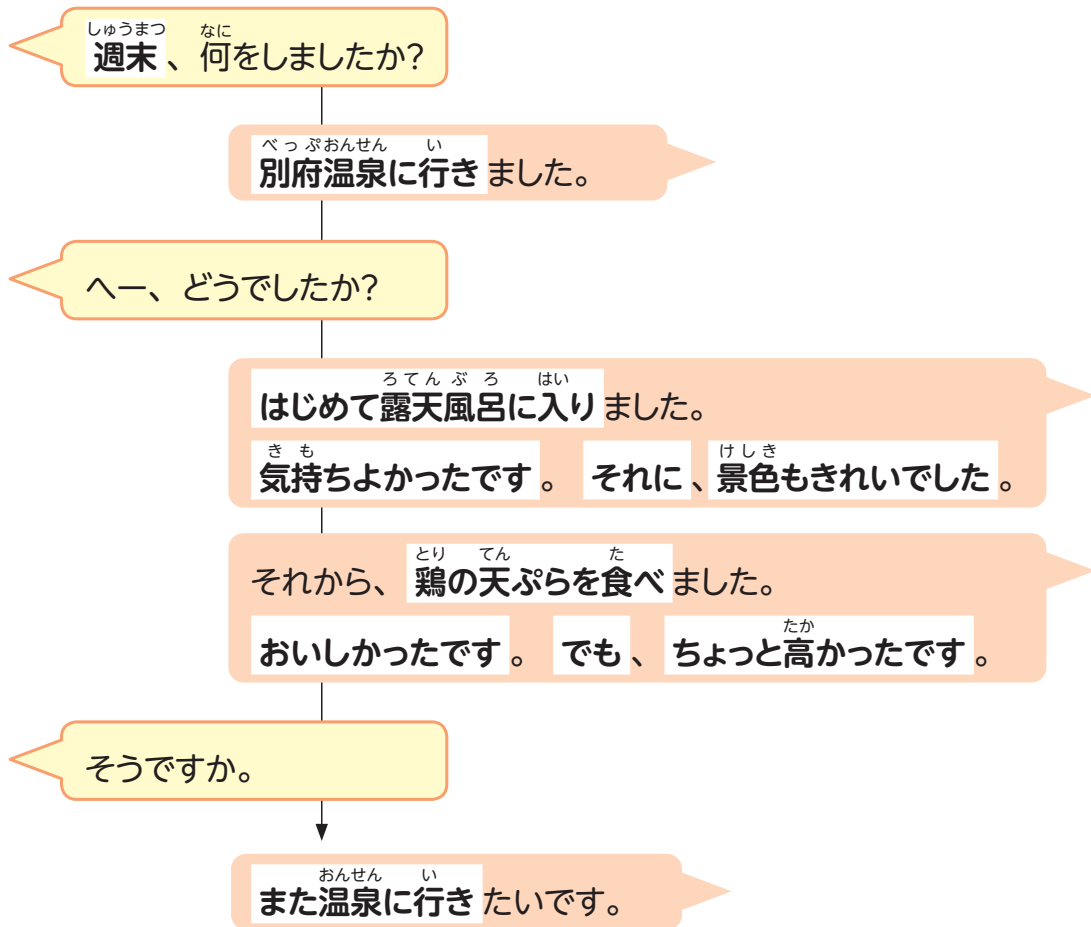 しゅうまつ なに
週末、何をしましたか?
べっぷおんせん い
別府温泉に行きました。
へー、どうでしたか?
ろてんぶろ はい
はじめて露天風呂に入りました。
きも けしき
気持ちよかったです。 それに、景色もきれいでした。
とり てん た
それから、鶏の天ぷらを食べました。
たか
おいしかったです。 でも、ちょっと高かったです。
そうですか。
おんせん い
また温泉に行きたいです。